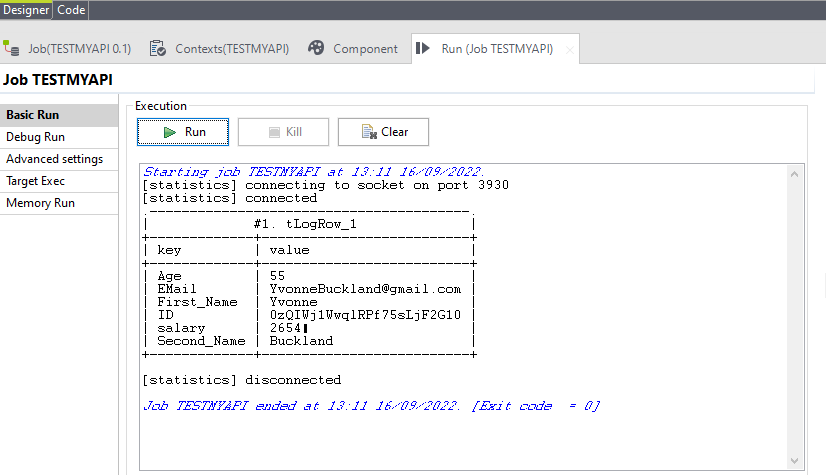 Designer Code
Job(TESTMYAPI 0.1) Contexts(TESTMYAPI) Component Run (Job TESTMYAPI)
Job TESTMYAPI
Basic Run
Debug Run
Advanced settings
Target Exec
Memory Run
Execution
Run Kill Clear
Starting job TESTMYAPI at 13:11 16/09/2022.
[statistics] connecting to socket on port 3930
[statistics] connected
.-------------+--------------------------.
| #1. tLogRow_1 |
+-------------+--------------------------+
| key | value |
+-------------+--------------------------+
| Age | 55 |
| EMail | YvonneBuckland@gmail.com |
| First_Name | Yvonne |
| ID | 0zQIWj1WwqlRPf75sLjF2G10 |
| salary | 2654 |
| Second_Name | Buckland |
+-------------+--------------------------+
[statistics] disconnected
Job TESTMYAPI ended at 13:11 16/09/2022. [Exit code = 0]